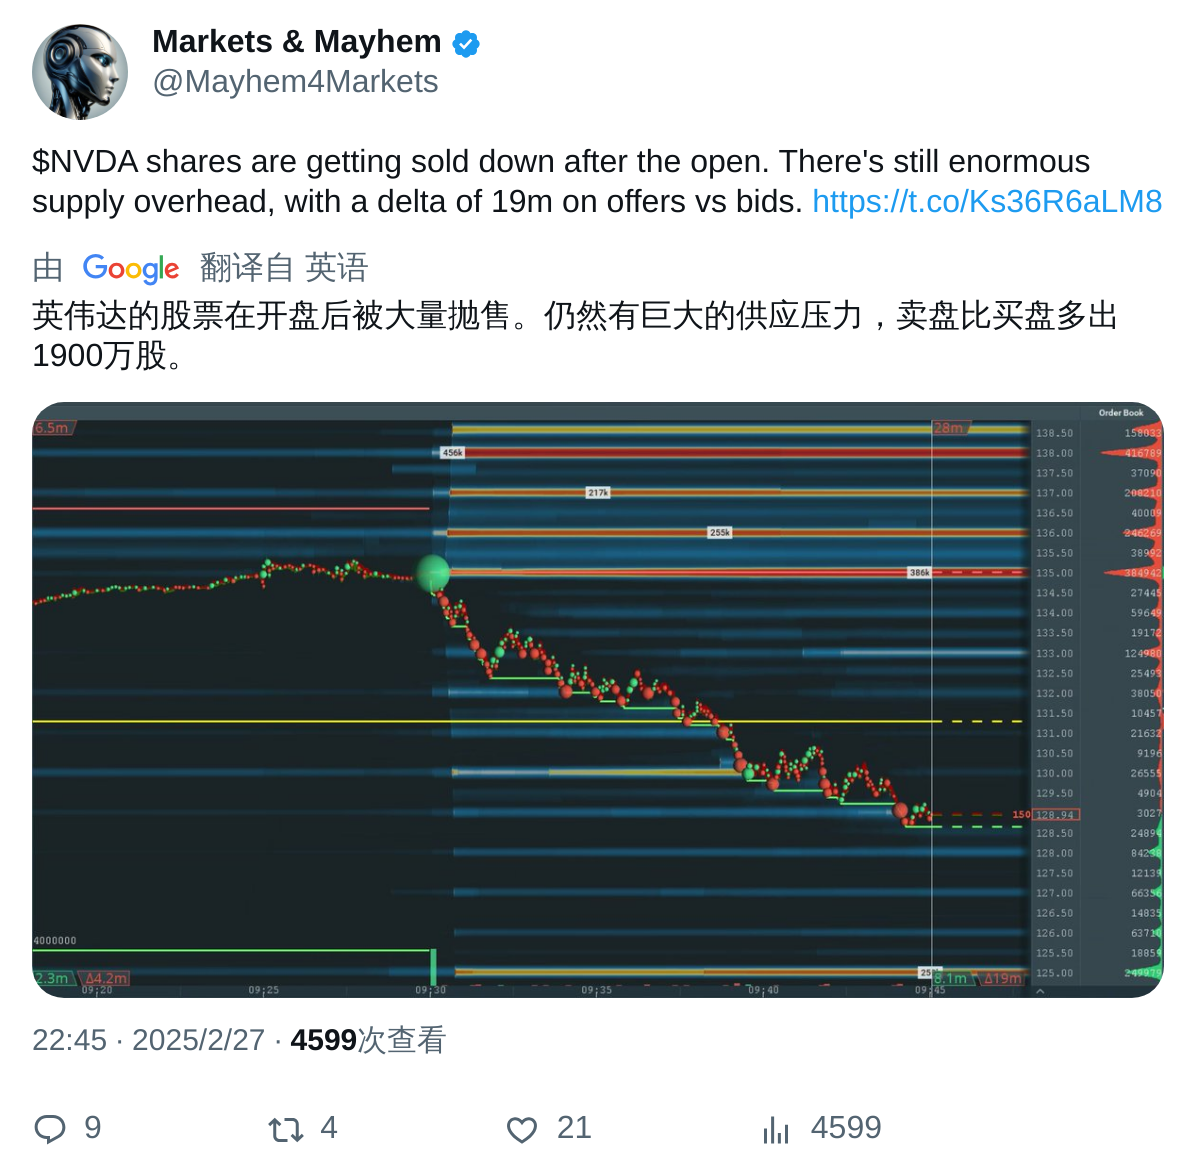 Markets & Mayhem
@Mayhem4Markets
$NVDA shares are getting sold down after the open. There's still enormous
supply overhead, with a delta of 19m on offers vs bids. https://t.co/Ks36R6aLM8
由 Google 翻译自 英语
英伟达的股票在开盘后被大量抛售。仍然有巨大的供应压力，卖盘比买盘多出
1900万股。
Order Book
6.5m
28m
138.50 158033
138.00 416789
456k
137.50 37090
137.00 208210
217k
136.50 40009
136.00 246269
255k
135.50 38992
135.00 384942
386k
134.50 27445
134.00 59649
133.50 19172
133.00 124980
132.50 25493
132.00 38050
131.50 10457
131.00 21632
130.50 9196
130.00 26555
129.50 4904
150 128.94 3027
128.50 24894
128.00 84238
127.50 12139
127.00 66356
126.50 14835
126.00 63710
4000000
125.50 18859
125.00 249979
2.3m Δ4.2m
8.1m Δ19m
09:20 09:25 09:30 09:35 09:40 09:45
22:45 · 2025/2/27 · 4599次查看
9 4 21 4599